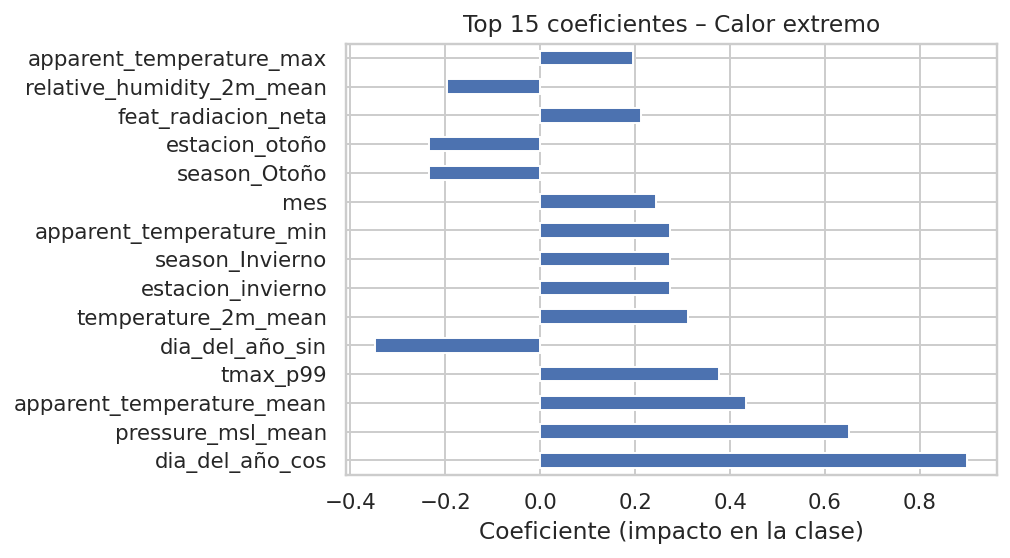 Top 15 coeficientes – Calor extremo
apparent_temperature_max
relative_humidity_2m_mean
feat_radiacion_neta
estacion_otoño
season_Otoño
mes
apparent_temperature_min
season_Invierno
estacion_invierno
temperature_2m_mean
dia_del_año_sin
tmax_p99
apparent_temperature_mean
pressure_msl_mean
dia_del_año_cos
−0.4 −0.2 0.0 0.2 0.4 0.6 0.8
Coeficiente (impacto en la clase)